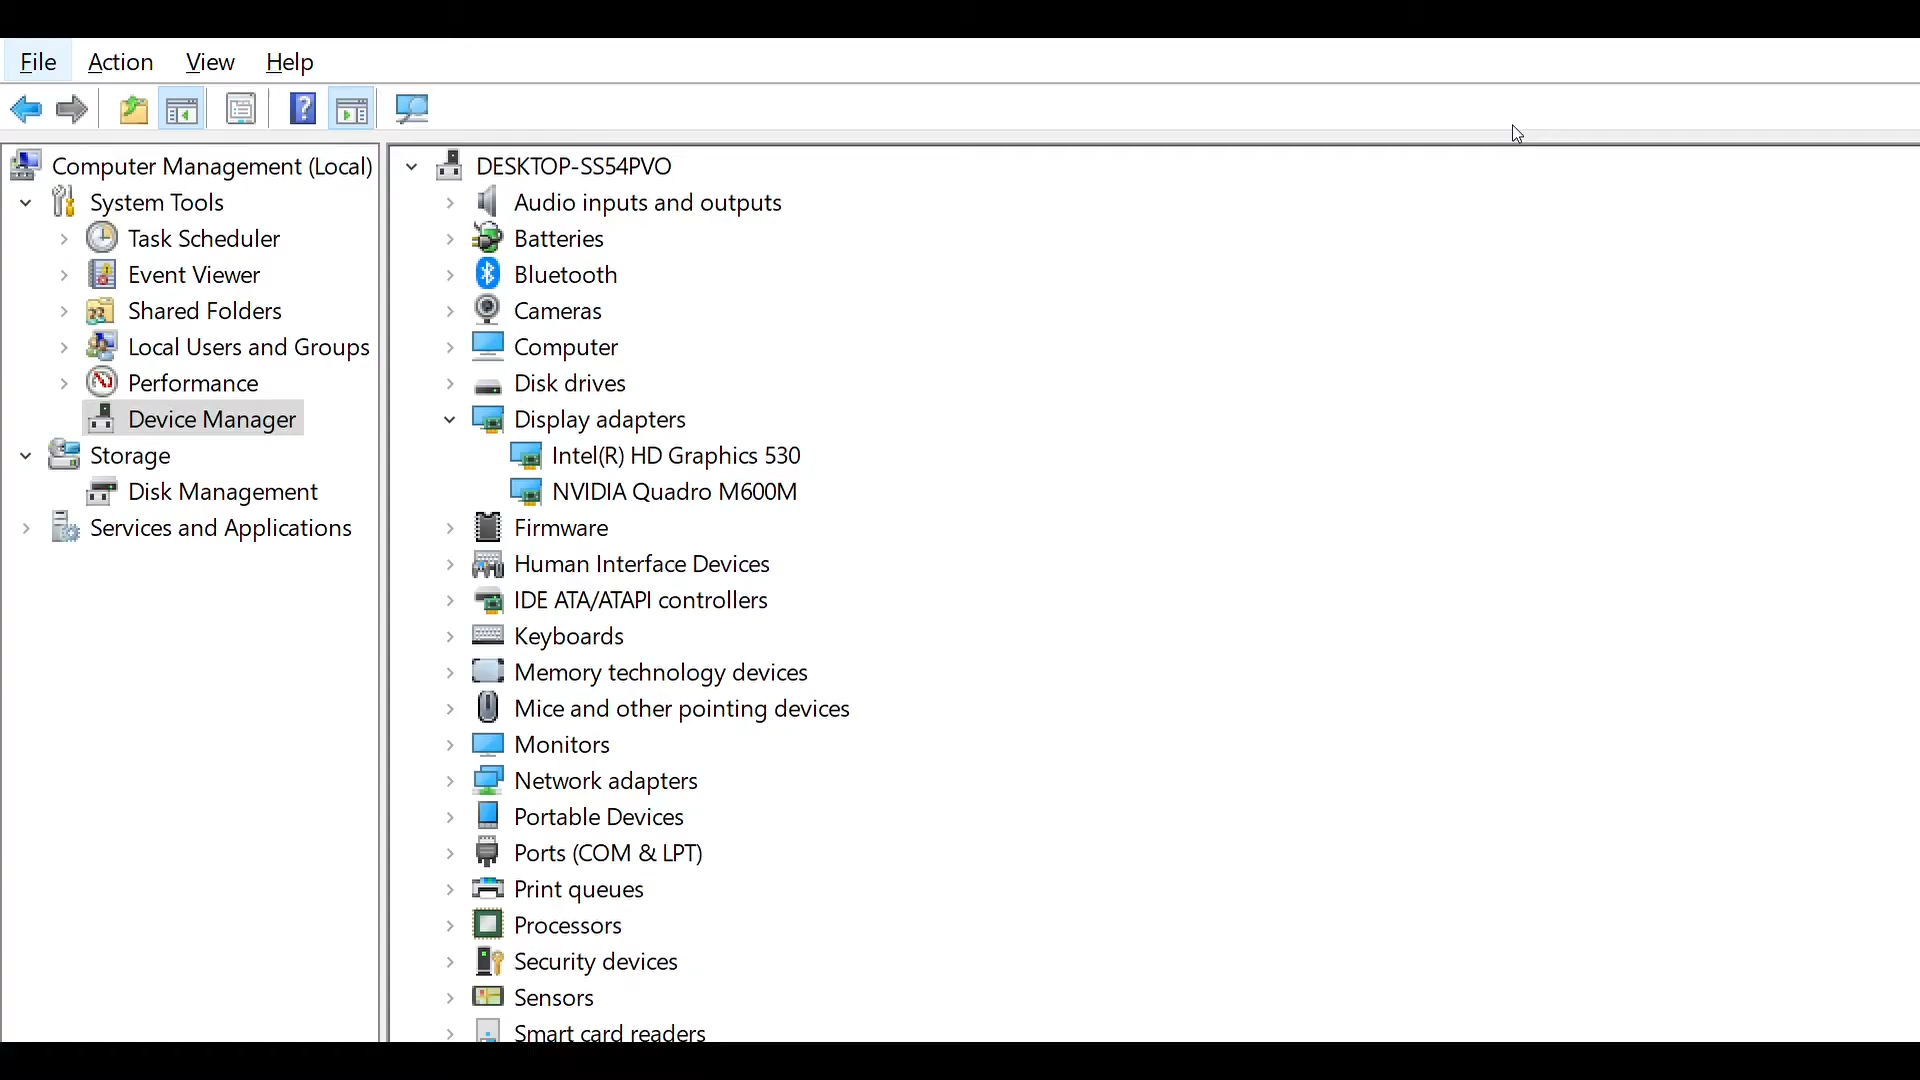 File Action View Help
Computer Management (Local)
System Tools
Task Scheduler
Event Viewer
Shared Folders
Local Users and Groups
Performance
Device Manager
Storage
Disk Management
Services and Applications
DESKTOP-SS54PVO
Audio inputs and outputs
Batteries
Bluetooth
Cameras
Computer
Disk drives
Display adapters
Intel(R) HD Graphics 530
NVIDIA Quadro M600M
Firmware
Human Interface Devices
IDE ATA/ATAPI controllers
Keyboards
Memory technology devices
Mice and other pointing devices
Monitors
Network adapters
Portable Devices
Ports (COM & LPT)
Print queues
Processors
Security devices
Sensors
Smart card readers